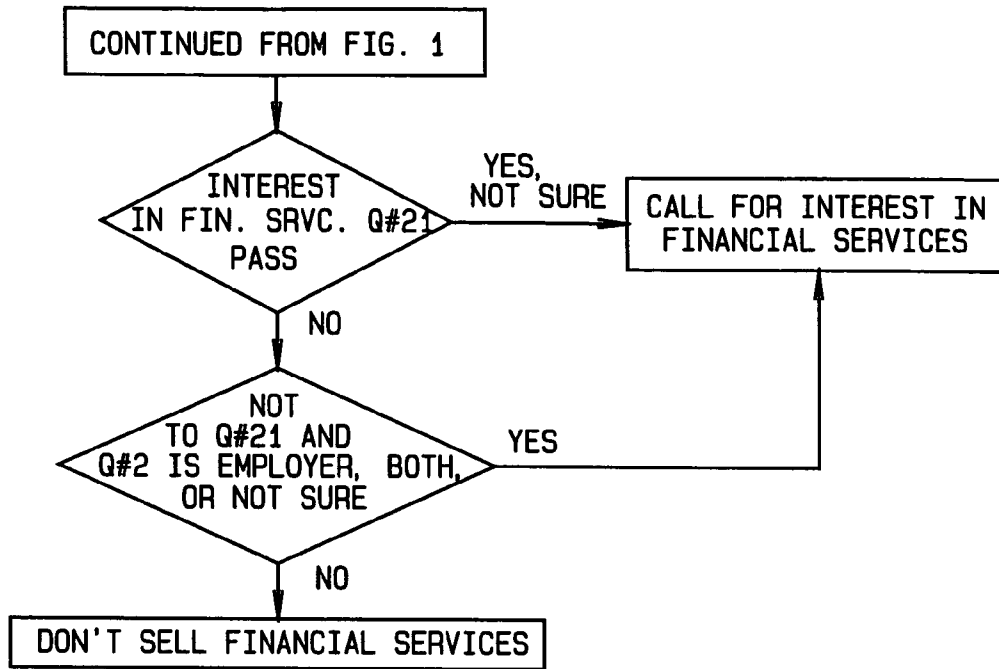 CONTINUED FROM FIG. 1
INTEREST
IN FIN. SRVC. Q#21
PASS
YES,
NOT SURE
CALL FOR INTEREST IN
FINANCIAL SERVICES
NO
NOT
TO Q#21 AND
Q#2 IS EMPLOYER, BOTH,
OR NOT SURE
YES
NO
DON'T SELL FINANCIAL SERVICES